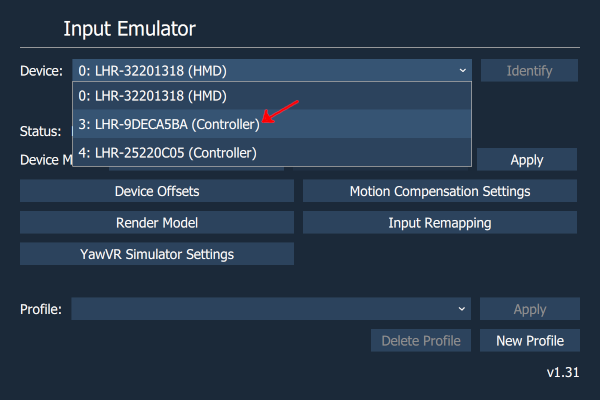 Input Emulator
Device: 0: LHR-32201318 (HMD) Identify
0: LHR-32201318 (HMD)
3: LHR-9DECA5BA (Controller)
Status:
4: LHR-25220C05 (Controller)
Device M Apply
Device Offsets Motion Compensation Settings
Render Model Input Remapping
YawVR Simulator Settings
Profile: Apply
Delete Profile New Profile
v1.31